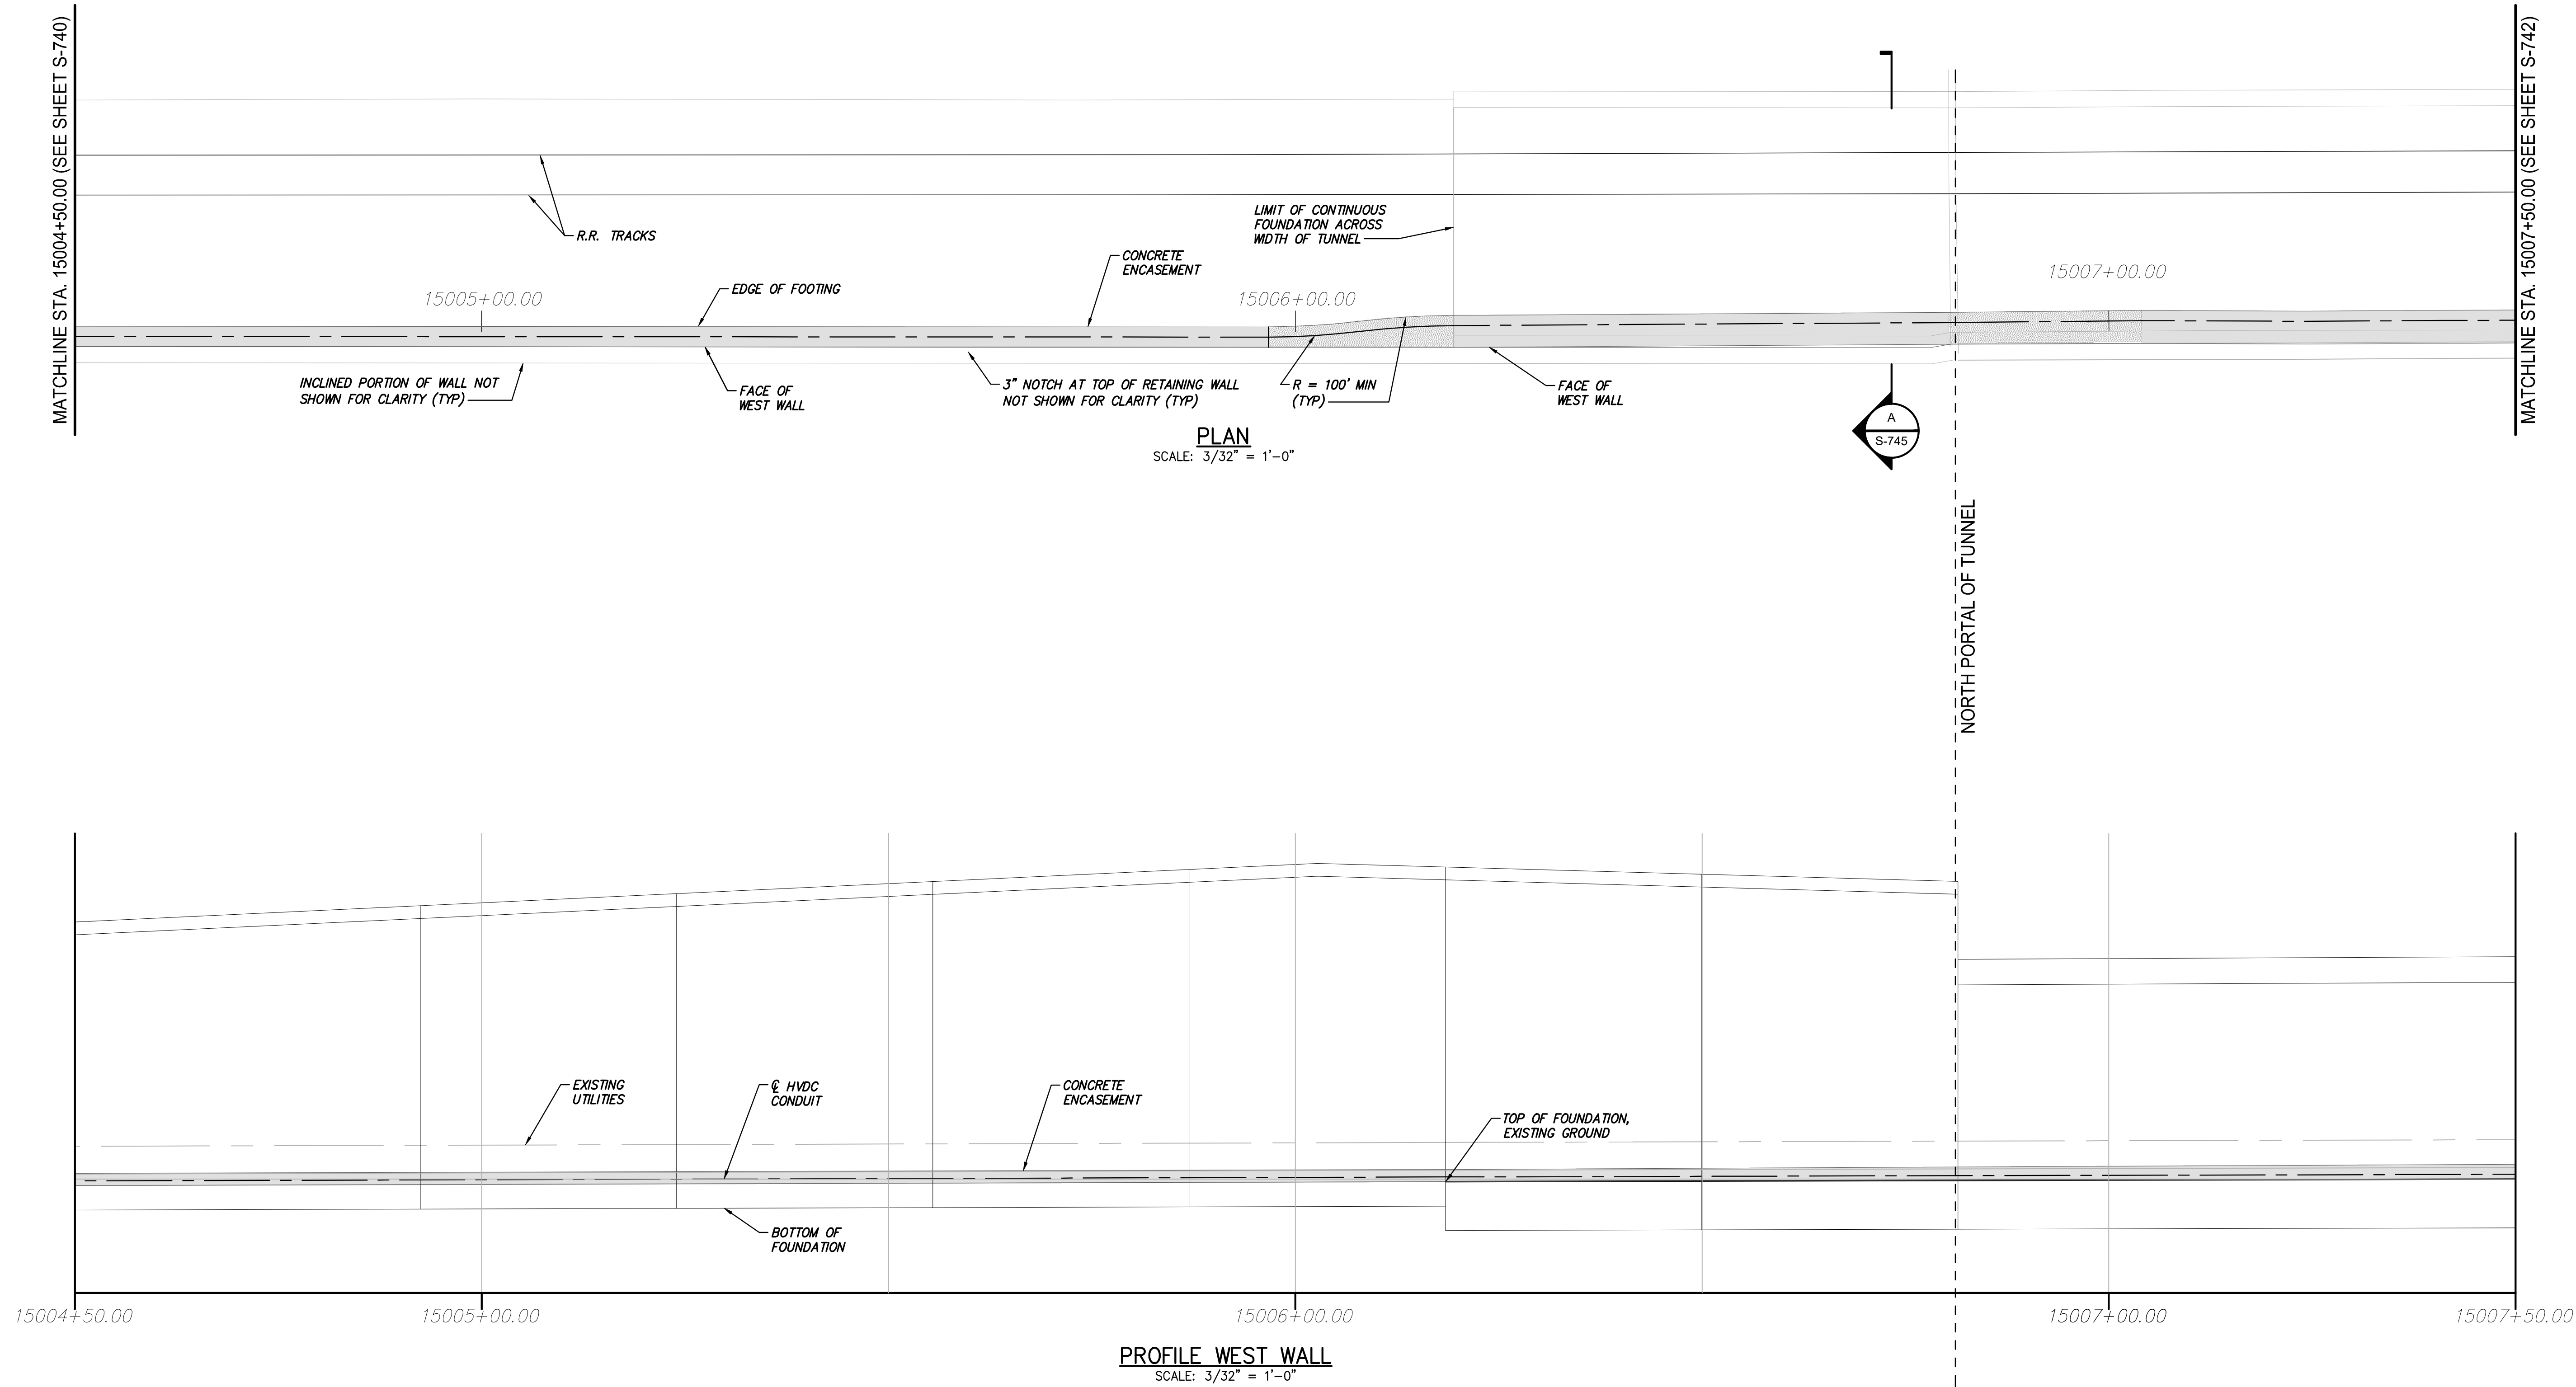 MATCHLINE STA. 15004+50.00 (SEE SHEET S-740)
MATCHLINE STA. 15007+50.00 (SEE SHEET S-742)
R.R. TRACKS
LIMIT OF CONTINUOUS
FOUNDATION ACROSS
WIDTH OF TUNNEL
CONCRETE
ENCASEMENT
EDGE OF FOOTING
15005+00.00
15006+00.00
15007+00.00
INCLINED PORTION OF WALL NOT
SHOWN FOR CLARITY (TYP)
FACE OF
WEST WALL
3" NOTCH AT TOP OF RETAINING WALL
NOT SHOWN FOR CLARITY (TYP)
R = 100' MIN
(TYP)
FACE OF
WEST WALL
A
S-745
PLAN
SCALE: 3/32" = 1'-0"
NORTH PORTAL OF TUNNEL
EXISTING
UTILITIES
℄ HVDC
CONDUIT
CONCRETE
ENCASEMENT
TOP OF FOUNDATION,
EXISTING GROUND
BOTTOM OF
FOUNDATION
15004+50.00
15005+00.00
15006+00.00
15007+00.00
15007+50.00
PROFILE WEST WALL
SCALE: 3/32" = 1'-0"